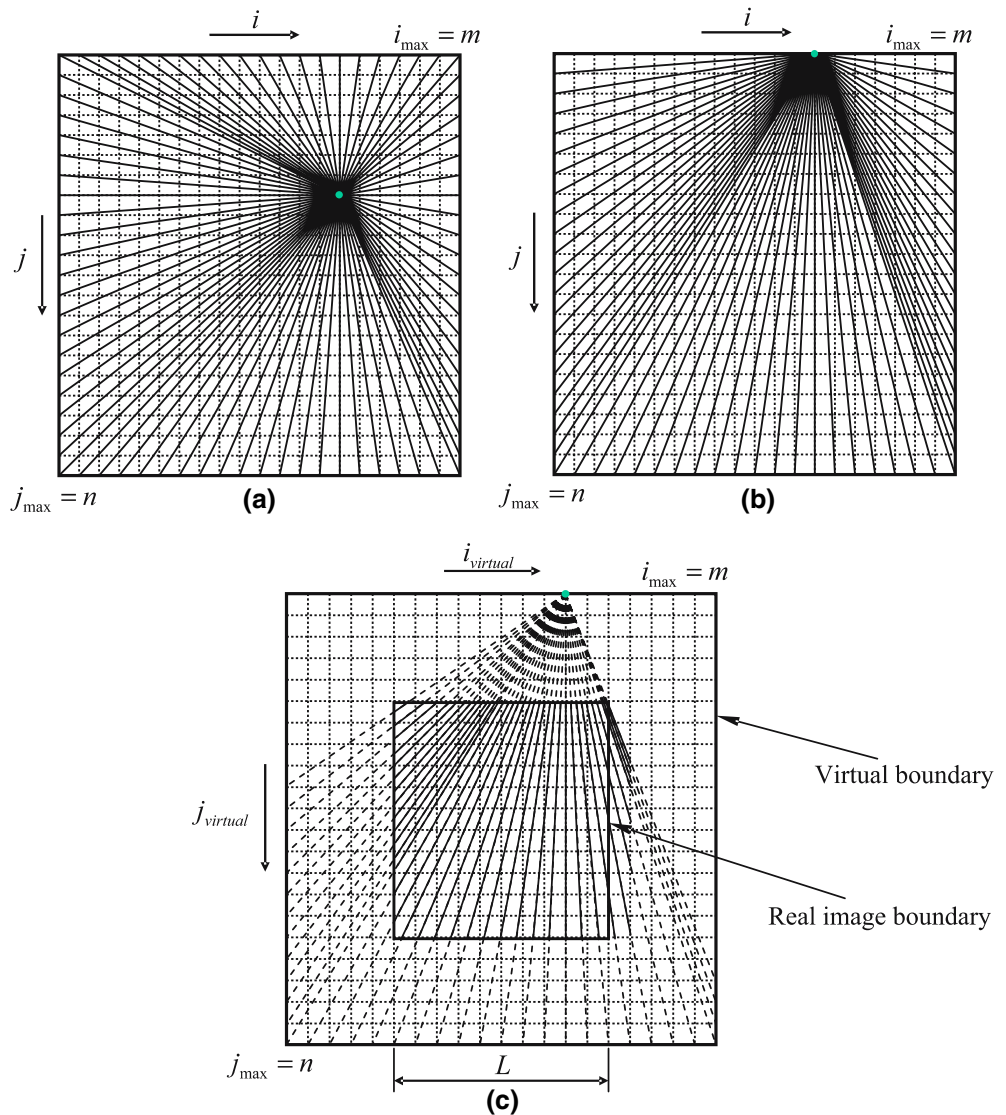 i
i_max = m
j
j_max = n
(a)
i
i_max = m
j
j_max = n
(b)
i_virtual
i_max = m
j_virtual
Virtual boundary
Real image boundary
j_max = n
L
(c)